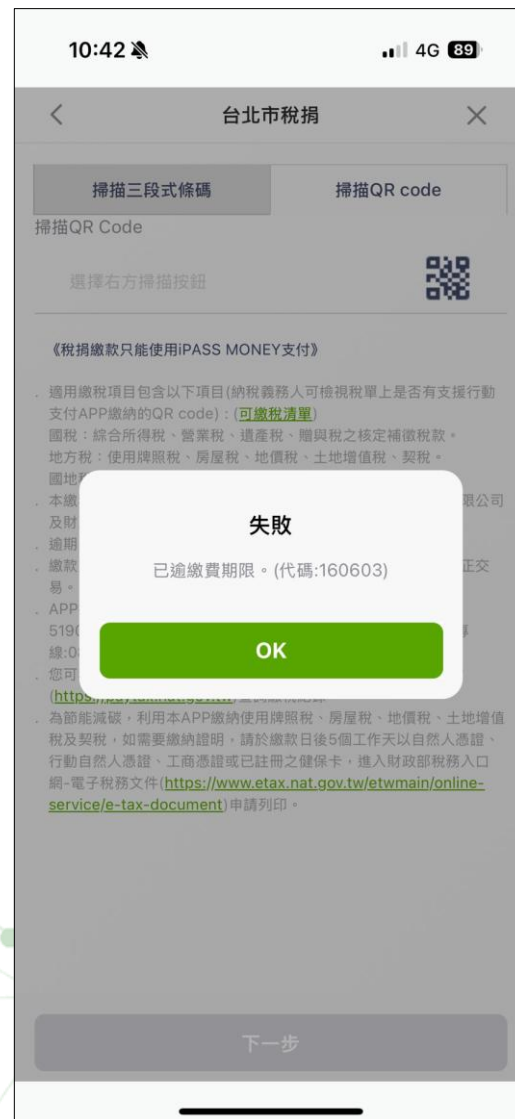 10:42
4G 89
台北市稅捐
掃描三段式條碼
掃描QR code
掃描QR Code
選擇右方掃描按鈕
《稅捐繳款只能使用iPASS MONEY支付》
. 適用繳稅項目包含以下項目(納稅義務人可檢視稅單上是否有支援行動
支付APP繳納的QR code)：(可繳稅清單)
國稅：綜合所得稅、營業稅、遺產稅、贈與稅之核定補徵稅款。
地方稅：使用牌照稅、房屋稅、地價稅、土地增值稅、契稅。
國地
. 本繳 限公司
及財
. 逾期
. 繳款 正交
易。
. APP
519
線:0
. 您可
(https
. 為節能減碳，利用本APP繳納使用牌照稅、房屋稅、地價稅、土地增值
稅及契稅，如需要繳納證明，請於繳款日後5個工作天以自然人憑證、
行動自然人憑證、工商憑證或已註冊之健保卡，進入財政部稅務入口
網-電子稅務文件(https://www.etax.nat.gov.tw/etwmain/online-
service/e-tax-document)申請列印。
失敗
已逾繳費期限。(代碼:160603)
OK
下一步